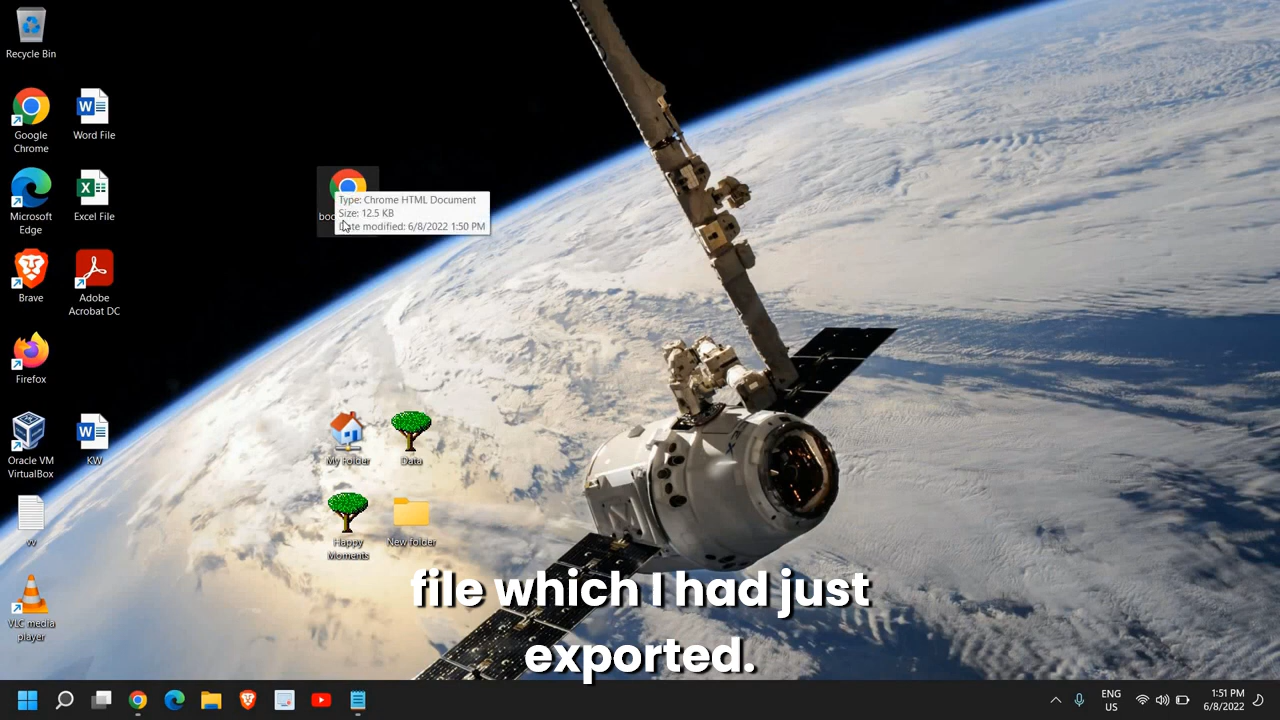 Recycle Bin
Google
Chrome
Word File
Microsoft
Edge
Excel File
Type: Chrome HTML Document
Size: 12.5 KB
Date modified: 6/8/2022 1:50 PM
Brave
Adobe
Acrobat DC
Firefox
Oracle VM
VirtualBox
KW
My Folder
Data
vv
Happy
Moments
New folder
VLC media
player
file which I had just
exported.
ENG
US
1:51 PM
6/8/2022